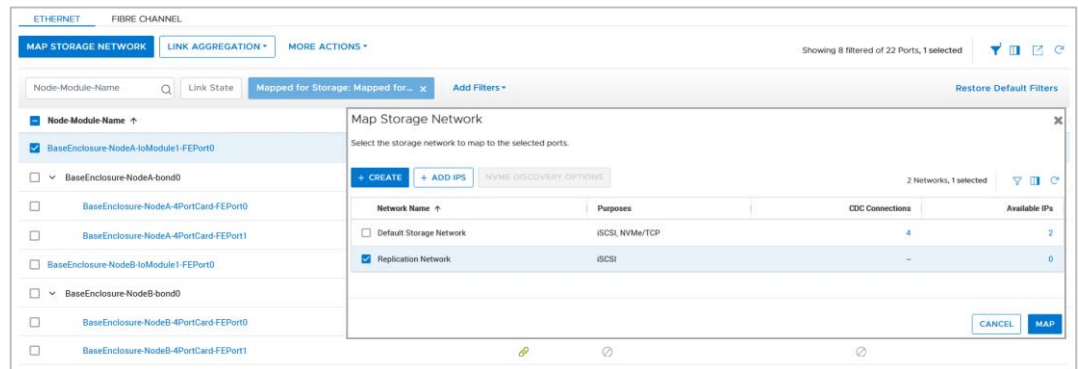 ETHERNET FIBRE CHANNEL
MAP STORAGE NETWORK LINK AGGREGATION MORE ACTIONS Showing 8 filtered of 22 Ports, 1 selected
Node-Module-Name Link State Mapped for Storage: Mapped for... x Add Filters Restore Default Filters
Node-Module-Name ↑
BaseEnclosure-NodeA-IoModule1-FEPort0
BaseEnclosure-NodeA-bond0
BaseEnclosure-NodeA-4PortCard-FEPort0
BaseEnclosure-NodeA-4PortCard-FEPort1
BaseEnclosure-NodeB-IoModule1-FEPort0
BaseEnclosure-NodeB-bond0
BaseEnclosure-NodeB-4PortCard-FEPort0
BaseEnclosure-NodeB-4PortCard-FEPort1
Map Storage Network
Select the storage network to map to the selected ports.
+ CREATE + ADD IPS NVME DISCOVERY OPTIONS 2 Networks, 1 selected
Network Name ↑ Purposes CDC Connections Available IPs
Default Storage Network iSCSI, NVMe/TCP 4 2
Replication Network iSCSI – 0
CANCEL MAP